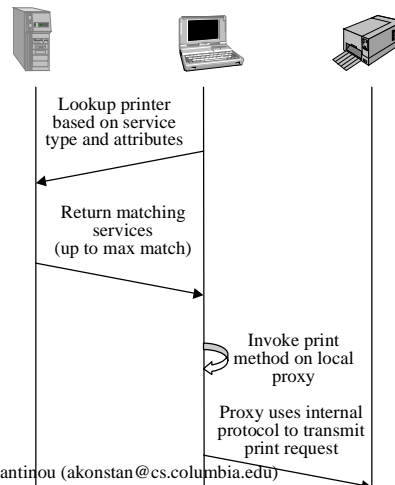 Lookup printer
based on service
type and attributes
Return matching
services
(up to max match)
Invoke print
method on local
proxy
Proxy uses internal
protocol to transmit
print request
antinou (akonstan@cs.columbia.edu)